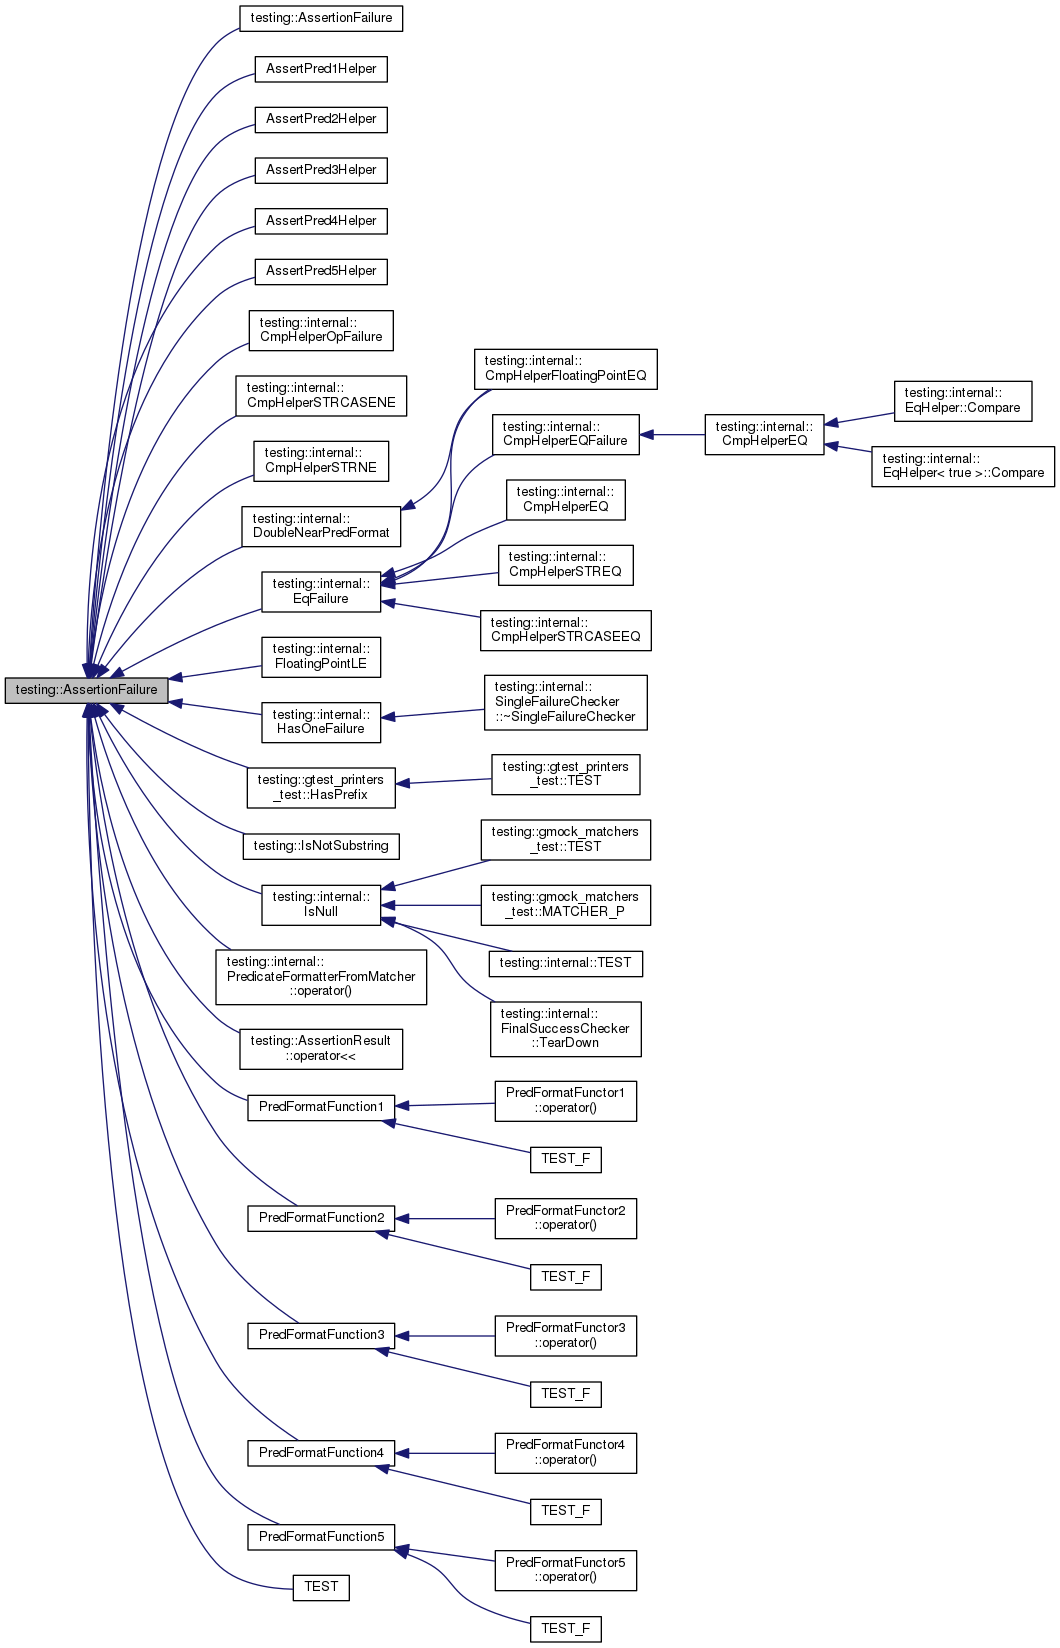 testing::AssertionFailure
AssertPred1Helper
AssertPred2Helper
AssertPred3Helper
AssertPred4Helper
AssertPred5Helper
testing::internal::
CmpHelperOpFailure
testing::internal::
CmpHelperSTRCASENE
testing::internal::
CmpHelperSTRNE
testing::internal::
DoubleNearPredFormat
testing::internal::
EqFailure
testing::internal::
FloatingPointLE
testing::AssertionFailure
testing::internal::
HasOneFailure
testing::gtest_printers
_test::HasPrefix
testing::IsNotSubstring
testing::internal::
IsNull
testing::internal::
PredicateFormatterFromMatcher
::operator()
testing::AssertionResult
::operator<<
PredFormatFunction1
PredFormatFunction2
PredFormatFunction3
PredFormatFunction4
PredFormatFunction5
TEST
testing::internal::
CmpHelperFloatingPointEQ
testing::internal::
CmpHelperEQFailure
testing::internal::
CmpHelperEQ
testing::internal::
CmpHelperSTREQ
testing::internal::
CmpHelperSTRCASEEQ
testing::internal::
SingleFailureChecker
::~SingleFailureChecker
testing::gtest_printers
_test::TEST
testing::gmock_matchers
_test::TEST
testing::gmock_matchers
_test::MATCHER_P
testing::internal::TEST
testing::internal::
FinalSuccessChecker
::TearDown
PredFormatFunctor1
::operator()
TEST_F
PredFormatFunctor2
::operator()
TEST_F
PredFormatFunctor3
::operator()
TEST_F
PredFormatFunctor4
::operator()
TEST_F
PredFormatFunctor5
::operator()
TEST_F
testing::internal::
CmpHelperEQ
testing::internal::
EqHelper::Compare
testing::internal::
EqHelper< true >::Compare